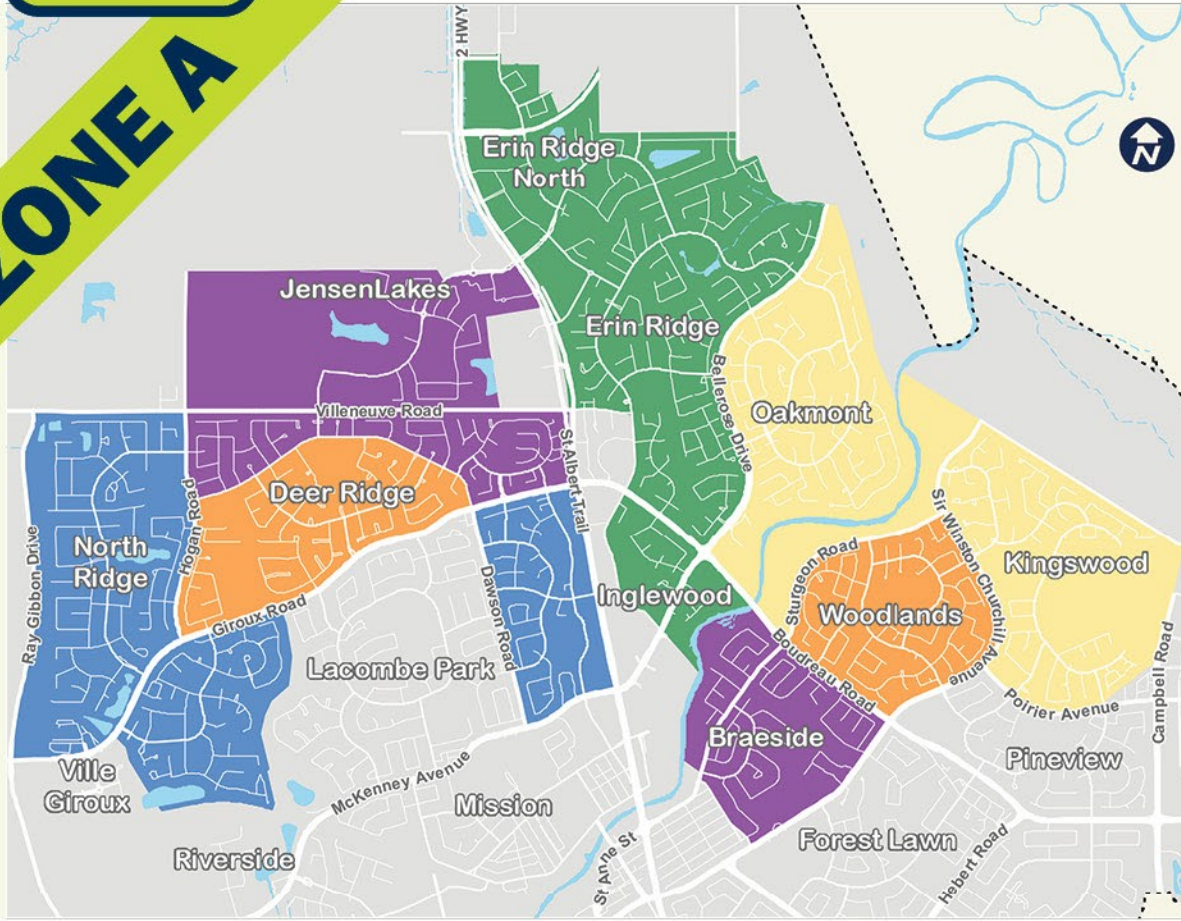 ZONE A
2 HWY
N
Erin Ridge
North
JensenLakes
Erin Ridge
Bellerose Drive
Oakmont
Villeneuve Road
St Albert Trail
Deer Ridge
Hogan Road
North
Ridge
Ray Gibbon Drive
Giroux Road
Dawson Road
Lacombe Park
Inglewood
Sturgeon Road
Sir Winston Churchill Avenue
Kingswood
Woodlands
Boudreau Road
Campbell Road
Poirier Avenue
Braeside
Pineview
Ville
Giroux
McKenney Avenue
Mission
Riverside
St Anne St
Forest Lawn
Hebert Road